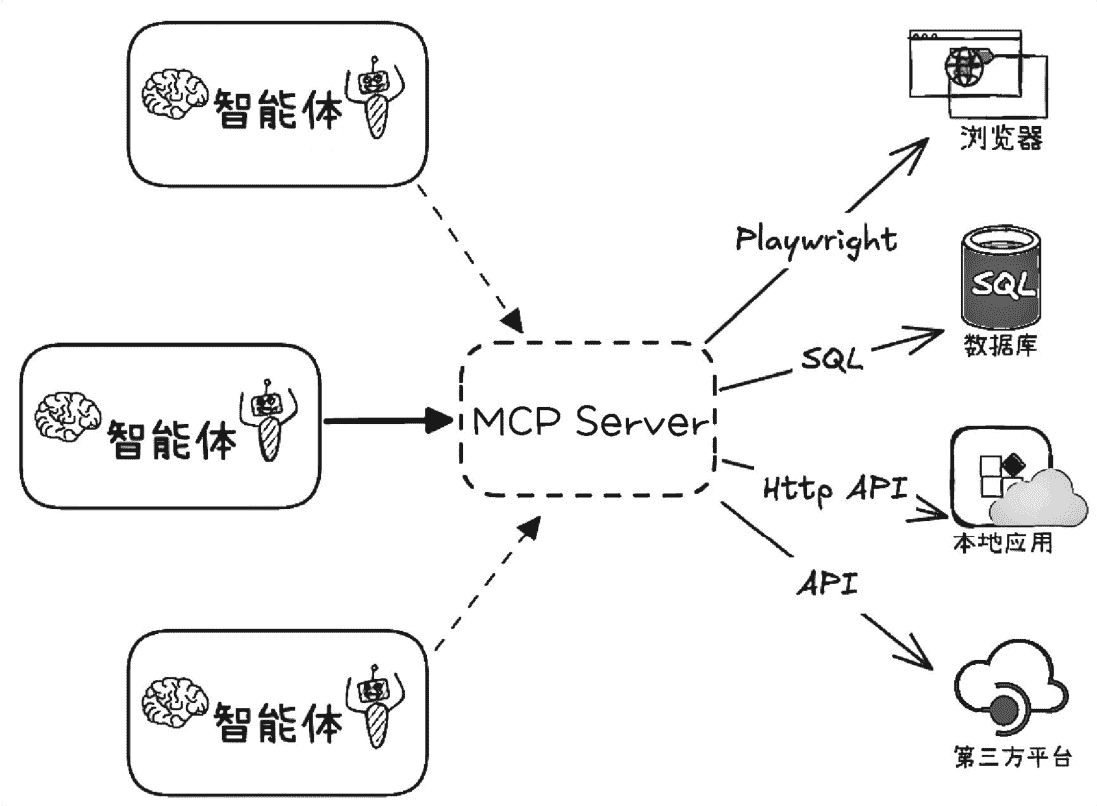 智能体
浏览器
Playwright
SQL
数据库
SQL
智能体
MCP Server
Http API
本地应用
API
智能体
第三方平台